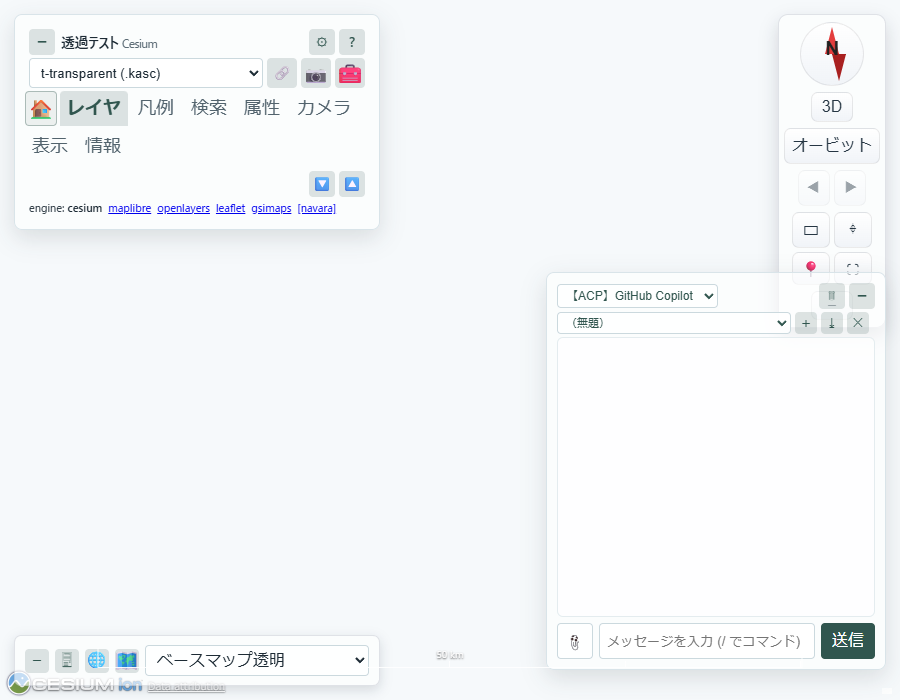 透過テスト Cesium
?
t-transparent (.kasc)
レイヤ 凡例 検索 属性 カメラ
表示 情報
engine: cesium maplibre openlayers leaflet gsimaps [navara]
N
3D
オービット
【ACP】GitHub Copilot
（無題）
メッセージを入力 (/ でコマンド)
送信
ベースマップ透明
50 km
CESIUM ion Data attribution